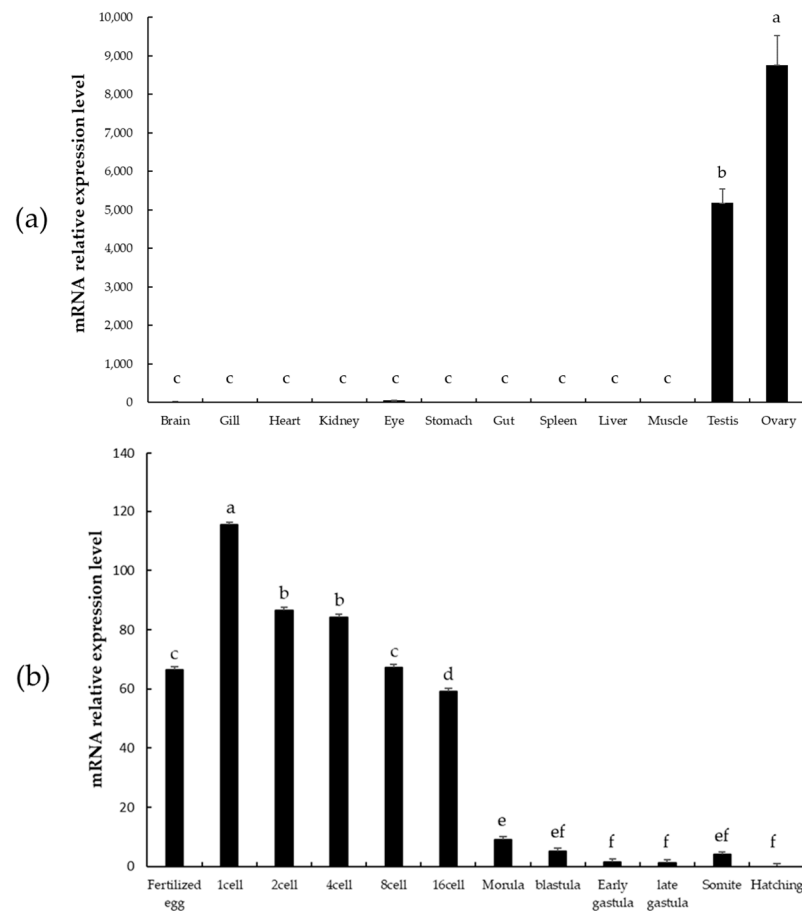 (a)
mRNA relative expression level
10,000
9,000
8,000
7,000
6,000
5,000
4,000
3,000
2,000
1,000
0
c c c c c c c c c c b a
Brain Gill Heart Kidney Eye Stomach Gut Spleen Liver Muscle Testis Ovary
(b)
mRNA relative expression level
140
120
100
80
60
40
20
0
c a b b c d e ef f f ef f
Fertilized egg 1cell 2cell 4cell 8cell 16cell Morula blastula Early gastula late gastula Somite Hatching